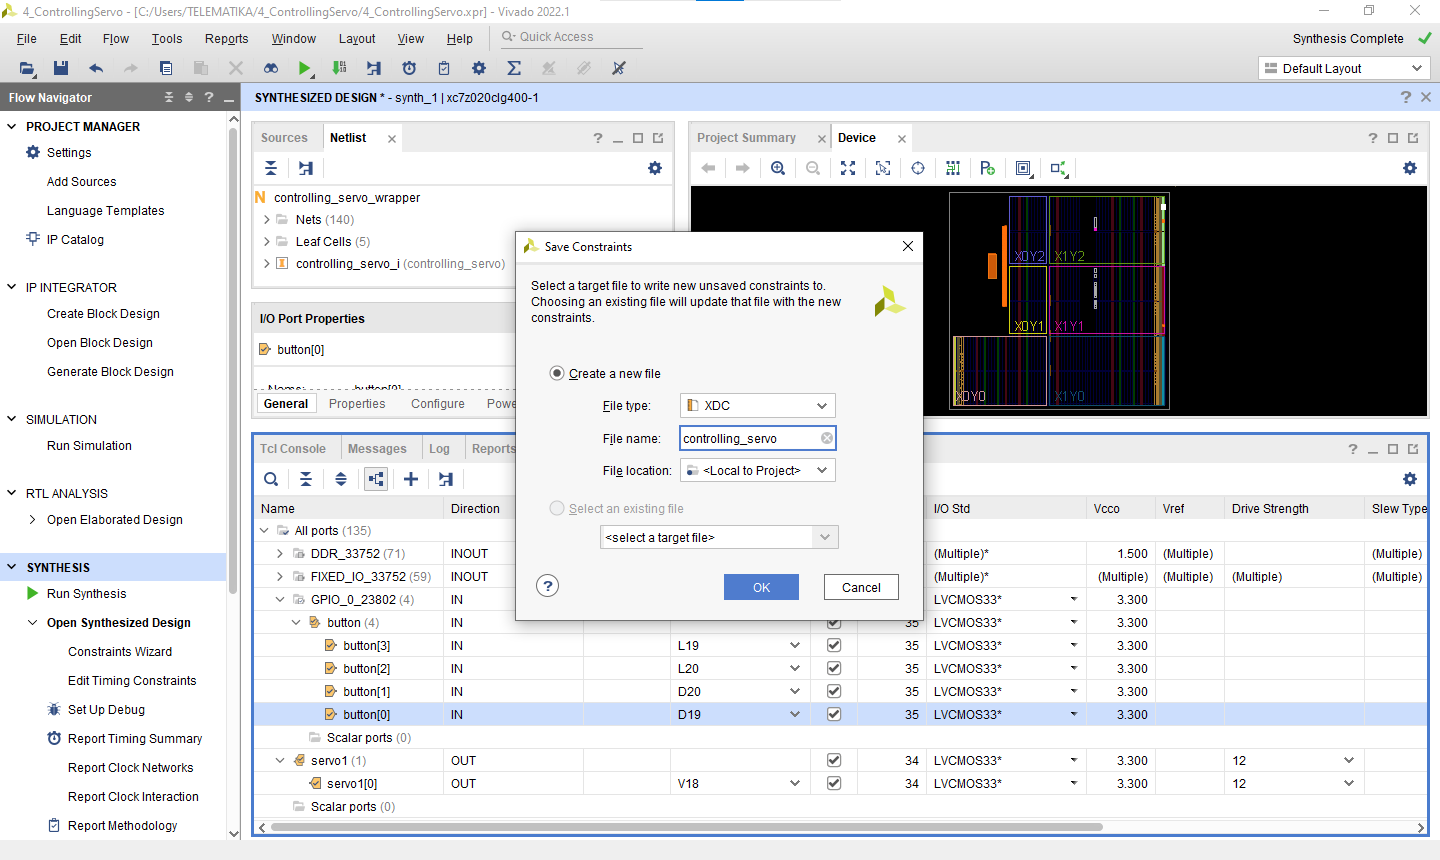 4_ControllingServo - [C:/Users/TELEMATIKA/4_ControllingServo/4_ControllingServo.xpr] - Vivado 2022.1
File Edit Flow Tools Reports Window Layout View Help Quick Access
Synthesis Complete
Default Layout
Flow Navigator
SYNTHESIZED DESIGN * - synth_1 | xc7z020clg400-1
PROJECT MANAGER
Settings
Add Sources
Language Templates
IP Catalog
IP INTEGRATOR
Create Block Design
Open Block Design
Generate Block Design
SIMULATION
Run Simulation
RTL ANALYSIS
Open Elaborated Design
SYNTHESIS
Run Synthesis
Open Synthesized Design
Constraints Wizard
Edit Timing Constraints
Set Up Debug
Report Timing Summary
Report Clock Networks
Report Clock Interaction
Report Methodology
Sources Netlist
controlling_servo_wrapper
Nets (140)
Leaf Cells (5)
controlling_servo_i (controlling_servo)
I/O Port Properties
button[0]
Name: button[0]
General Properties Configure Powe
Project Summary Device
X0Y2 X1Y2
X0Y1 X1Y1
X0Y0 X1Y0
Save Constraints
Select a target file to write new unsaved constraints to.
Choosing an existing file will update that file with the new
constraints.
Create a new file
File type: XDC
File name: controlling_servo
File location: <Local to Project>
Select an existing file
<select a target file>
? OK Cancel
Tcl Console Messages Log Reports
Name Direction I/O Std Vcco Vref Drive Strength Slew Type
All ports (135)
DDR_33752 (71) INOUT (Multiple)* 1.500 (Multiple) (Multiple)
FIXED_IO_33752 (59) INOUT (Multiple)* (Multiple) (Multiple) (Multiple) (Multiple)
GPIO_0_23802 (4) IN LVCMOS33* 3.300
button (4) IN 35 LVCMOS33* 3.300
button[3] IN L19 35 LVCMOS33* 3.300
button[2] IN L20 35 LVCMOS33* 3.300
button[1] IN D20 35 LVCMOS33* 3.300
button[0] IN D19 35 LVCMOS33* 3.300
Scalar ports (0)
servo1 (1) OUT 34 LVCMOS33* 3.300 12
servo1[0] OUT V18 34 LVCMOS33* 3.300 12
Scalar ports (0)